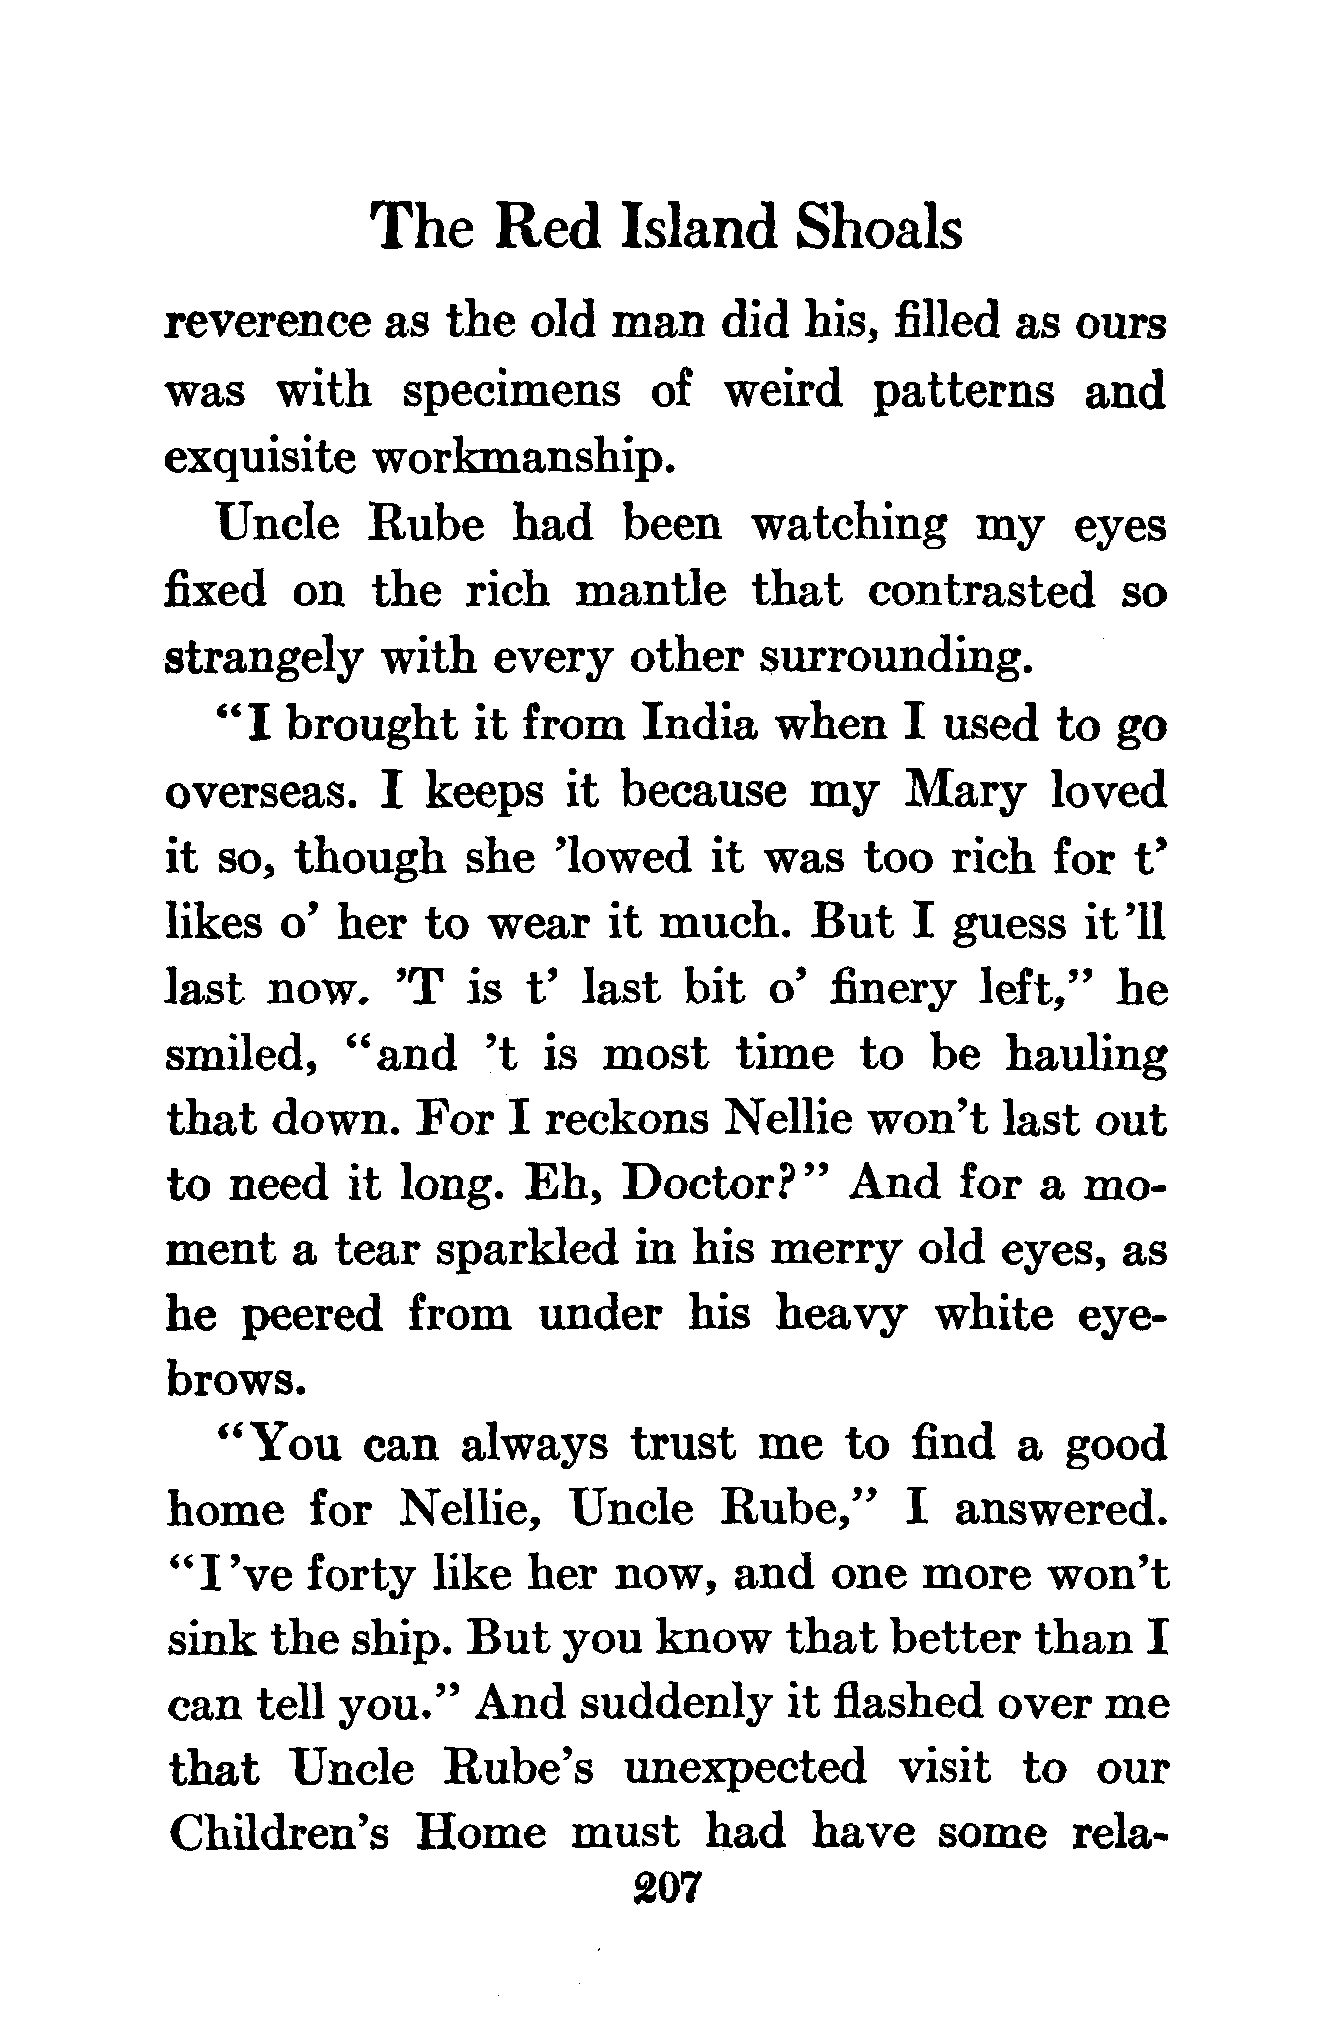 The Red Island Shoals
reverence as the old man did his, filled as ours
was with specimens of weird patterns and
exquisite workmanship.
Uncle Rube had been watching my eyes
fixed on the rich mantle that contrasted so
strangely with every other surrounding.
“I brought it from India when I used to go
overseas. I keeps it because my Mary loved
it so, though she ’lowed it was too rich for t’
likes o’ her to wear it much. But I guess it ’ll
last now. ’T is t’ last bit o’ finery left,” he
smiled, “and ’t is most time to be hauling
that down. For I reckons Nellie won’t last out
to need it long. Eh, Doctor?” And for a mo-
ment a tear sparkled in his merry old eyes, as
he peered from under his heavy white eye-
brows.
“You can always trust me to find a good
home for Nellie, Uncle Rube,” I answered.
“I ’ve forty like her now, and one more won’t
sink the ship. But you know that better than I
can tell you.” And suddenly it flashed over me
that Uncle Rube’s unexpected visit to our
Children’s Home must had have some rela-
207